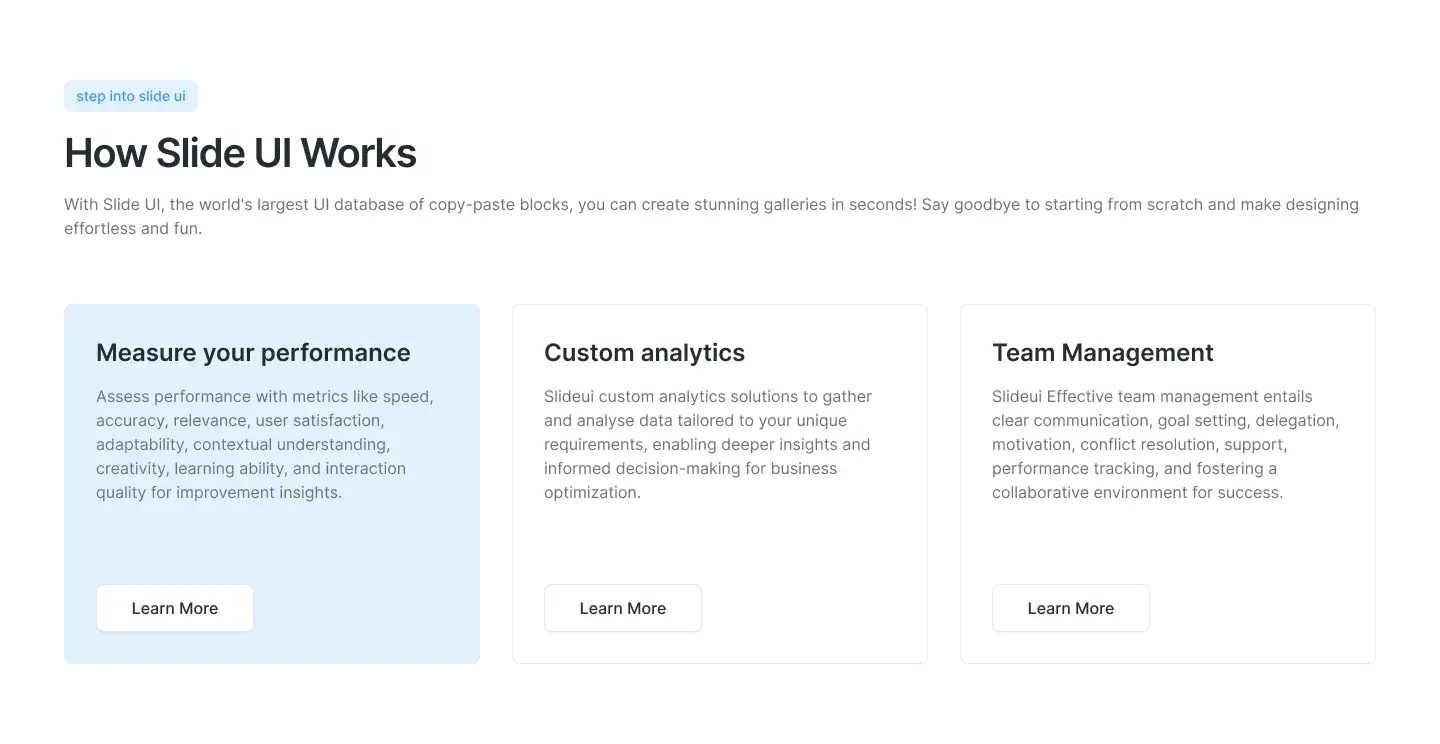 step into slide ui
How Slide UI Works
With Slide UI, the world's largest UI database of copy-paste blocks, you can create stunning galleries in seconds! Say goodbye to starting from scratch and make designing
effortless and fun.
Measure your performance
Assess performance with metrics like speed,
accuracy, relevance, user satisfaction,
adaptability, contextual understanding,
creativity, learning ability, and interaction
quality for improvement insights.
Learn More
Custom analytics
Slideui custom analytics solutions to gather
and analyse data tailored to your unique
requirements, enabling deeper insights and
informed decision-making for business
optimization.
Learn More
Team Management
Slideui Effective team management entails
clear communication, goal setting, delegation,
motivation, conflict resolution, support,
performance tracking, and fostering a
collaborative environment for success.
Learn More